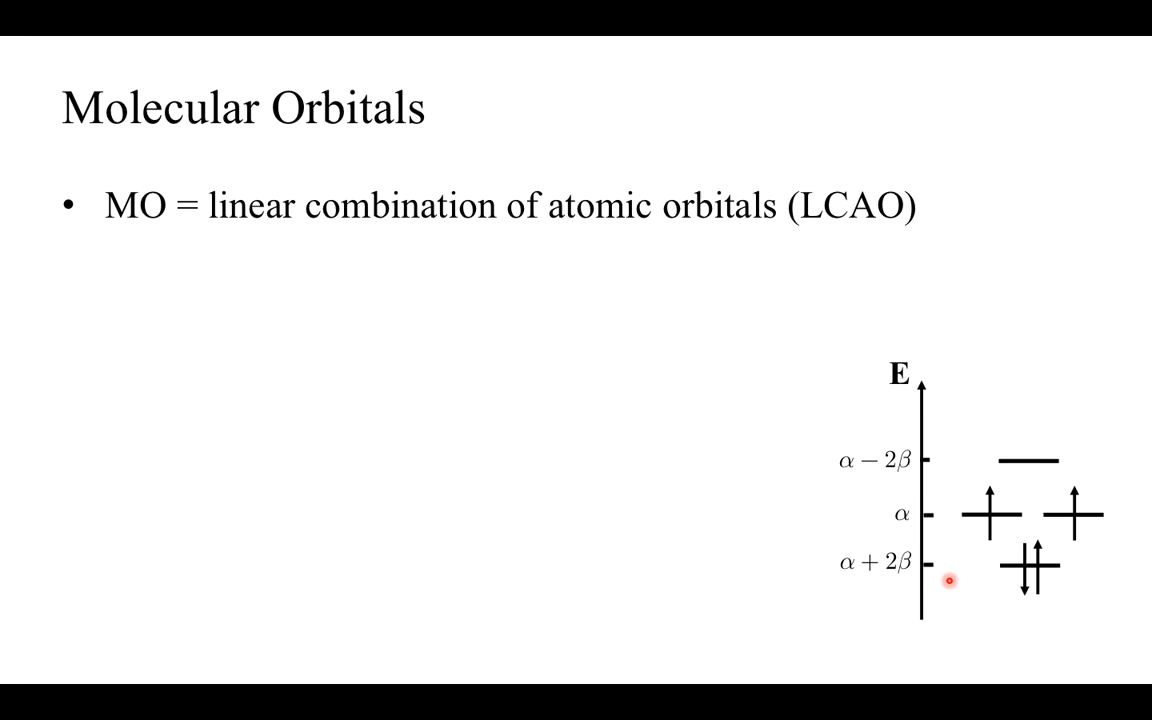 Molecular Orbitals
• MO = linear combination of atomic orbitals (LCAO)
E
α − 2β
α
α + 2β